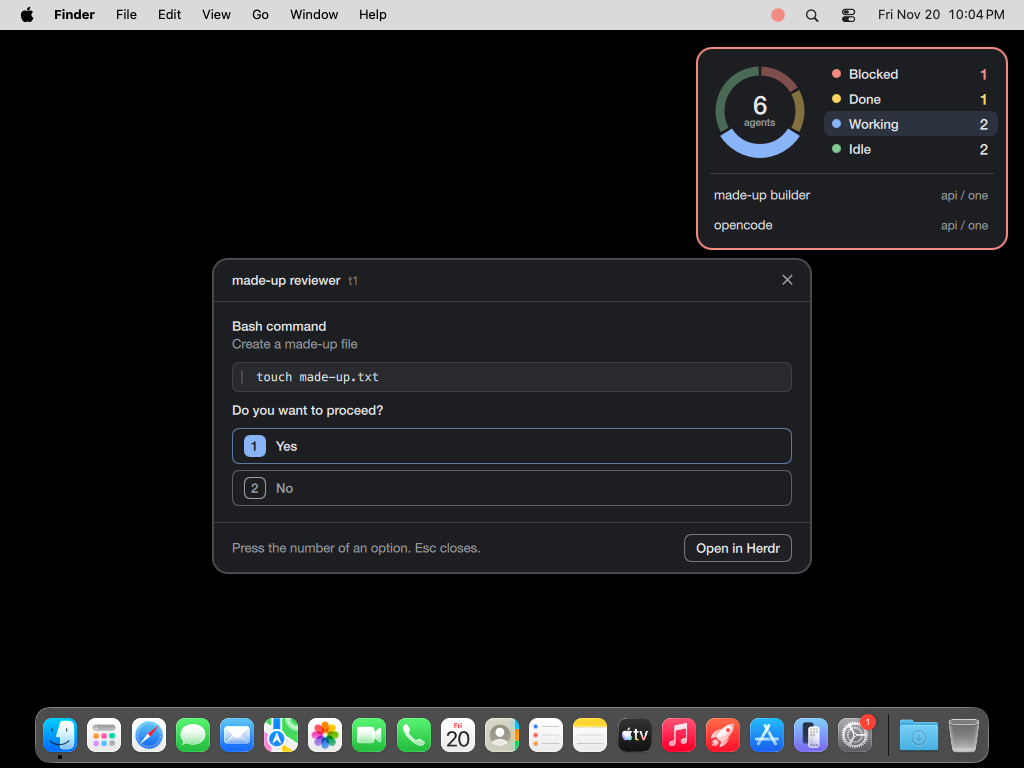 Finder File Edit View Go Window Help Fri Nov 20 10:04 PM
6
agents
Blocked 1
Done 1
Working 2
Idle 2
made-up builder api / one
opencode api / one
made-up reviewer t1
Bash command
Create a made-up file
touch made-up.txt
Do you want to proceed?
1 Yes
2 No
Press the number of an option. Esc closes.
Open in Herdr
Fri
20
tv
1